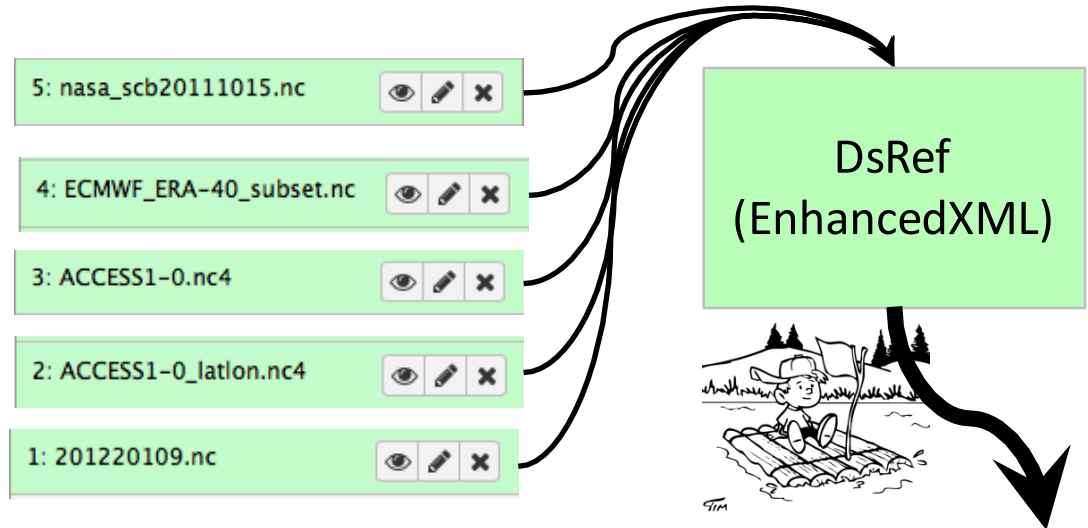 5: nasa_scb20111015.nc
4: ECMWF_ERA-40_subset.nc
3: ACCESS1-0.nc4
2: ACCESS1-0_latlon.nc4
1: 201220109.nc
DsRef
(EnhancedXML)
TIM